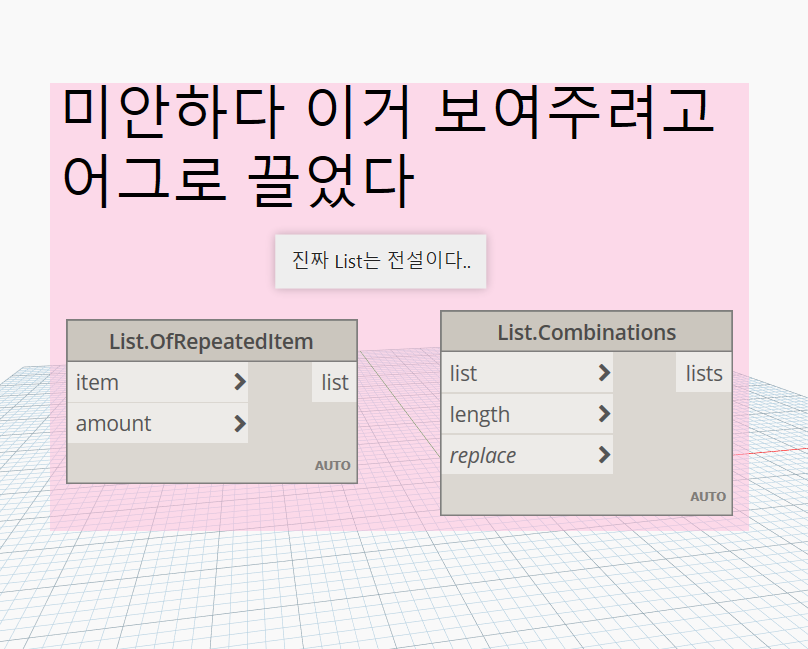 미안하다 이거 보여주려고
어그로 끌었다
진짜 List는 전설이다..
List.OfRepeatedItem
item
list
amount
AUTO
List.Combinations
list
lists
length
replace
AUTO